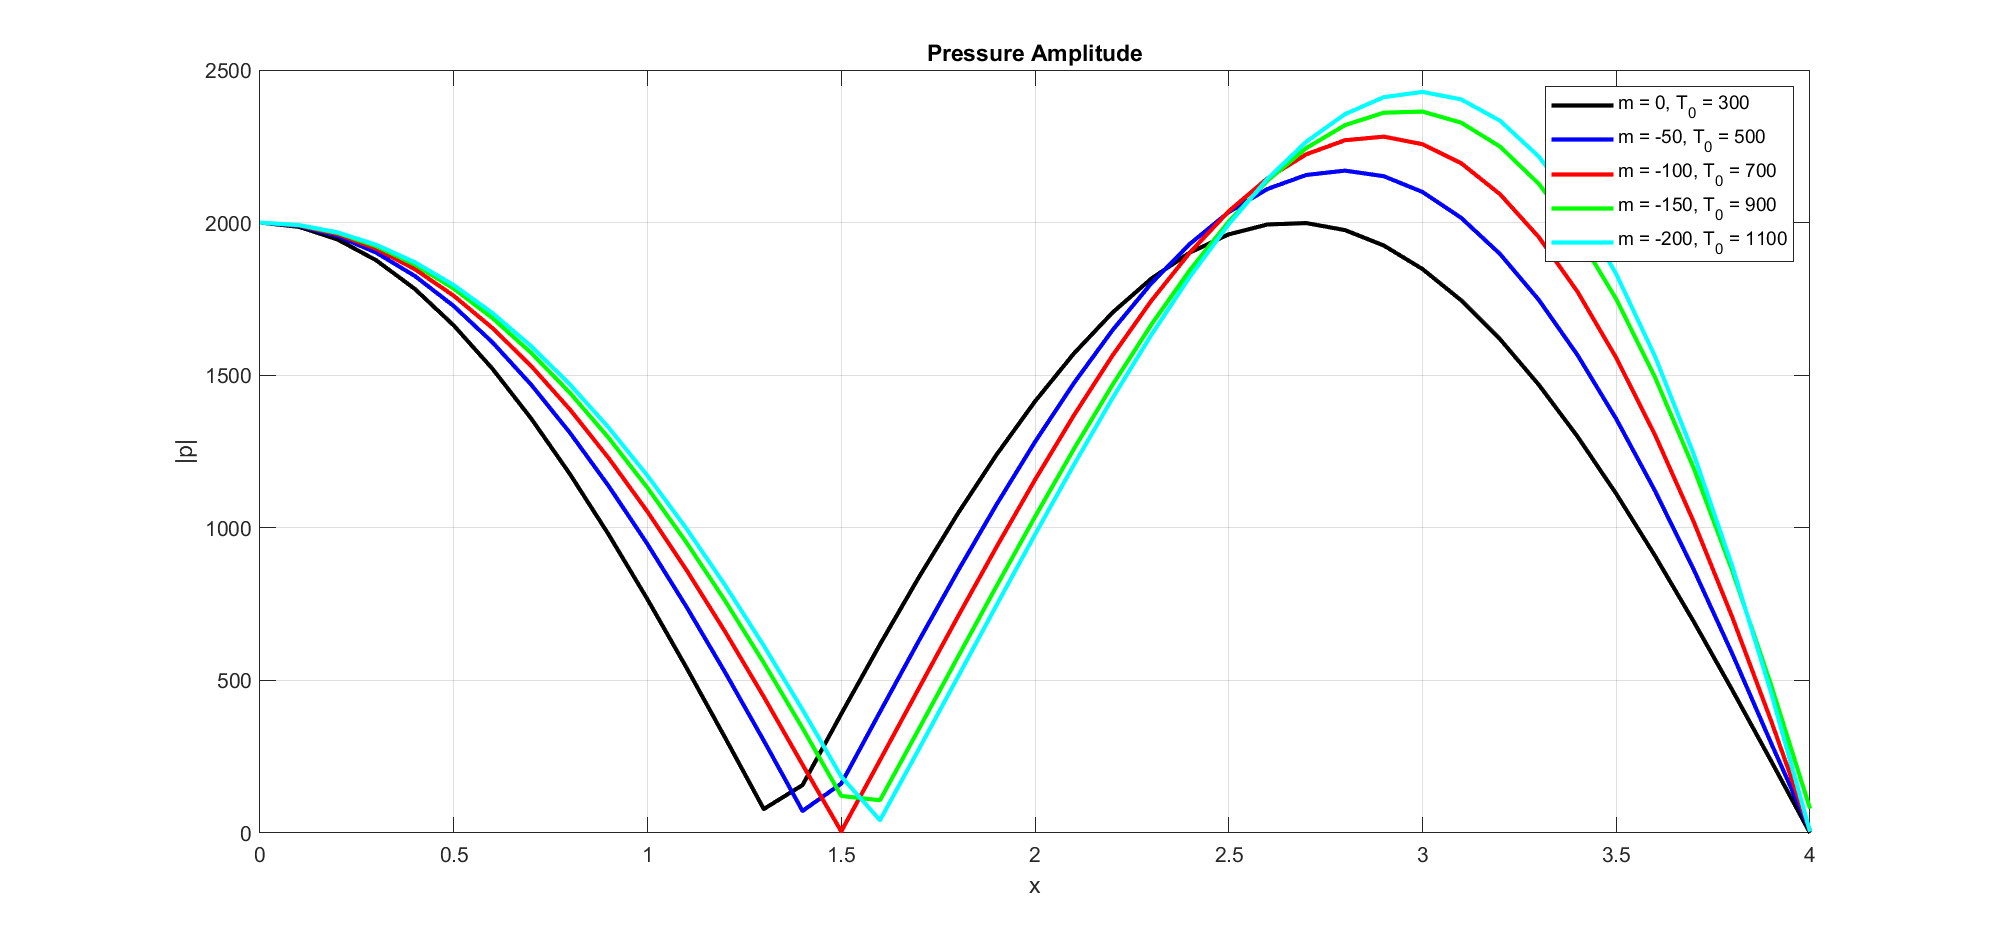 Pressure Amplitude
2500
2000
1500
1000
500
0
|p|
m = 0, T0 = 300
m = -50, T0 = 500
m = -100, T0 = 700
m = -150, T0 = 900
m = -200, T0 = 1100
0 0.5 1 1.5 2 2.5 3 3.5 4
x